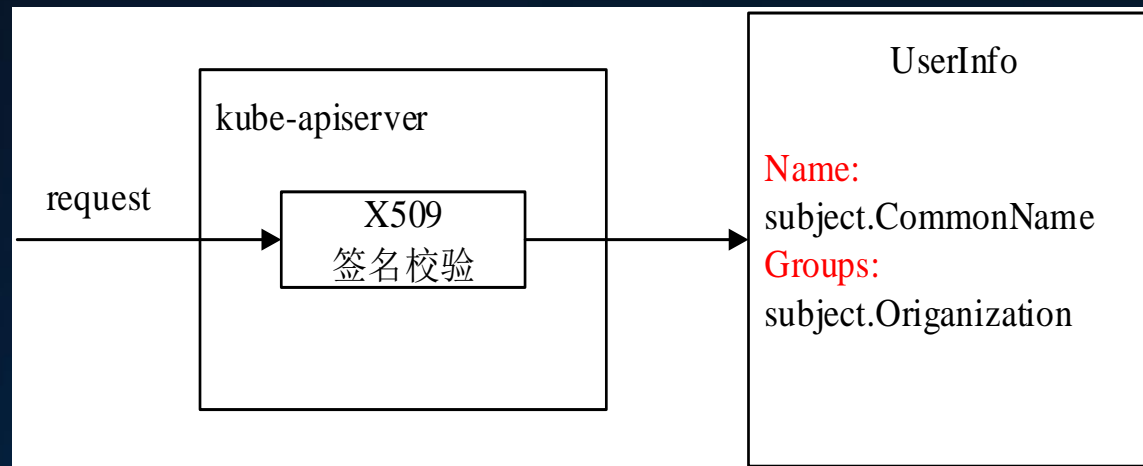 request
kube-apiserver
X509
签名校验
UserInfo
Name:
subject.CommonName
Groups:
subject.Origanization